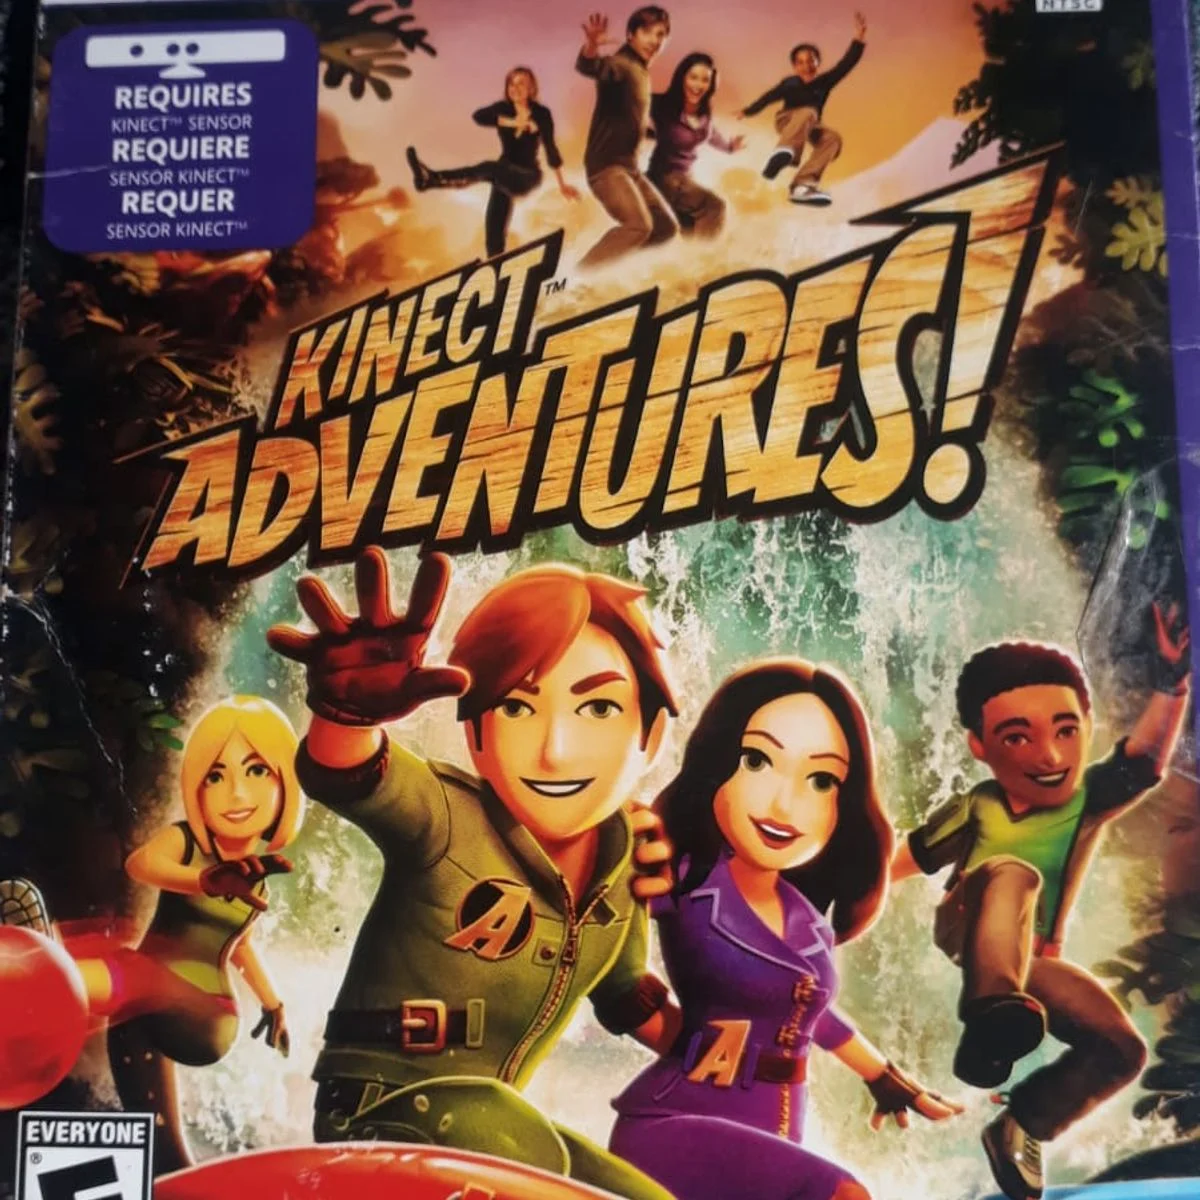 NTSC
REQUIRES
KINECT™ SENSOR
REQUIERE
SENSOR KINECT™
REQUER
SENSOR KINECT™
KINECT™
ADVENTURES!
A
A
EVERYONE
®
E